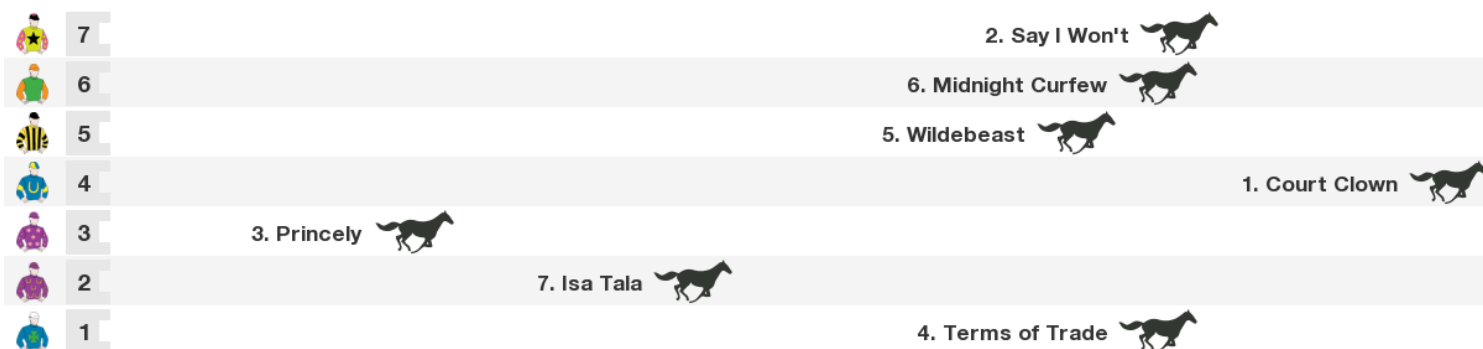 7 2. Say I Won't
6 6. Midnight Curfew
5 5. Wildebeast
4 1. Court Clown
3 3. Princely
2 7. Isa Tala
1 4. Terms of Trade